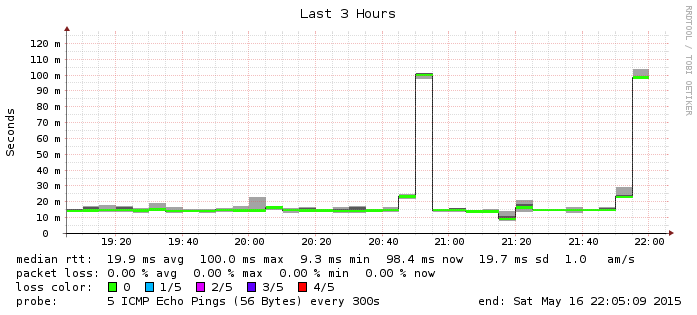 Last 3 Hours
RRDTOOL / TOBI OETIKER
Seconds
120 m
110 m
100 m
90 m
80 m
70 m
60 m
50 m
40 m
30 m
20 m
10 m
0
19:20 19:40 20:00 20:20 20:40 21:00 21:20 21:40 22:00
median rtt: 19.9 ms avg 100.0 ms max 9.3 ms min 98.4 ms now 19.7 ms sd 1.0 am/s
packet loss: 0.00 % avg 0.00 % max 0.00 % min 0.00 % now
loss color: 0 1/5 2/5 3/5 4/5
probe: 5 ICMP Echo Pings (56 Bytes) every 300s end: Sat May 16 22:05:09 2015